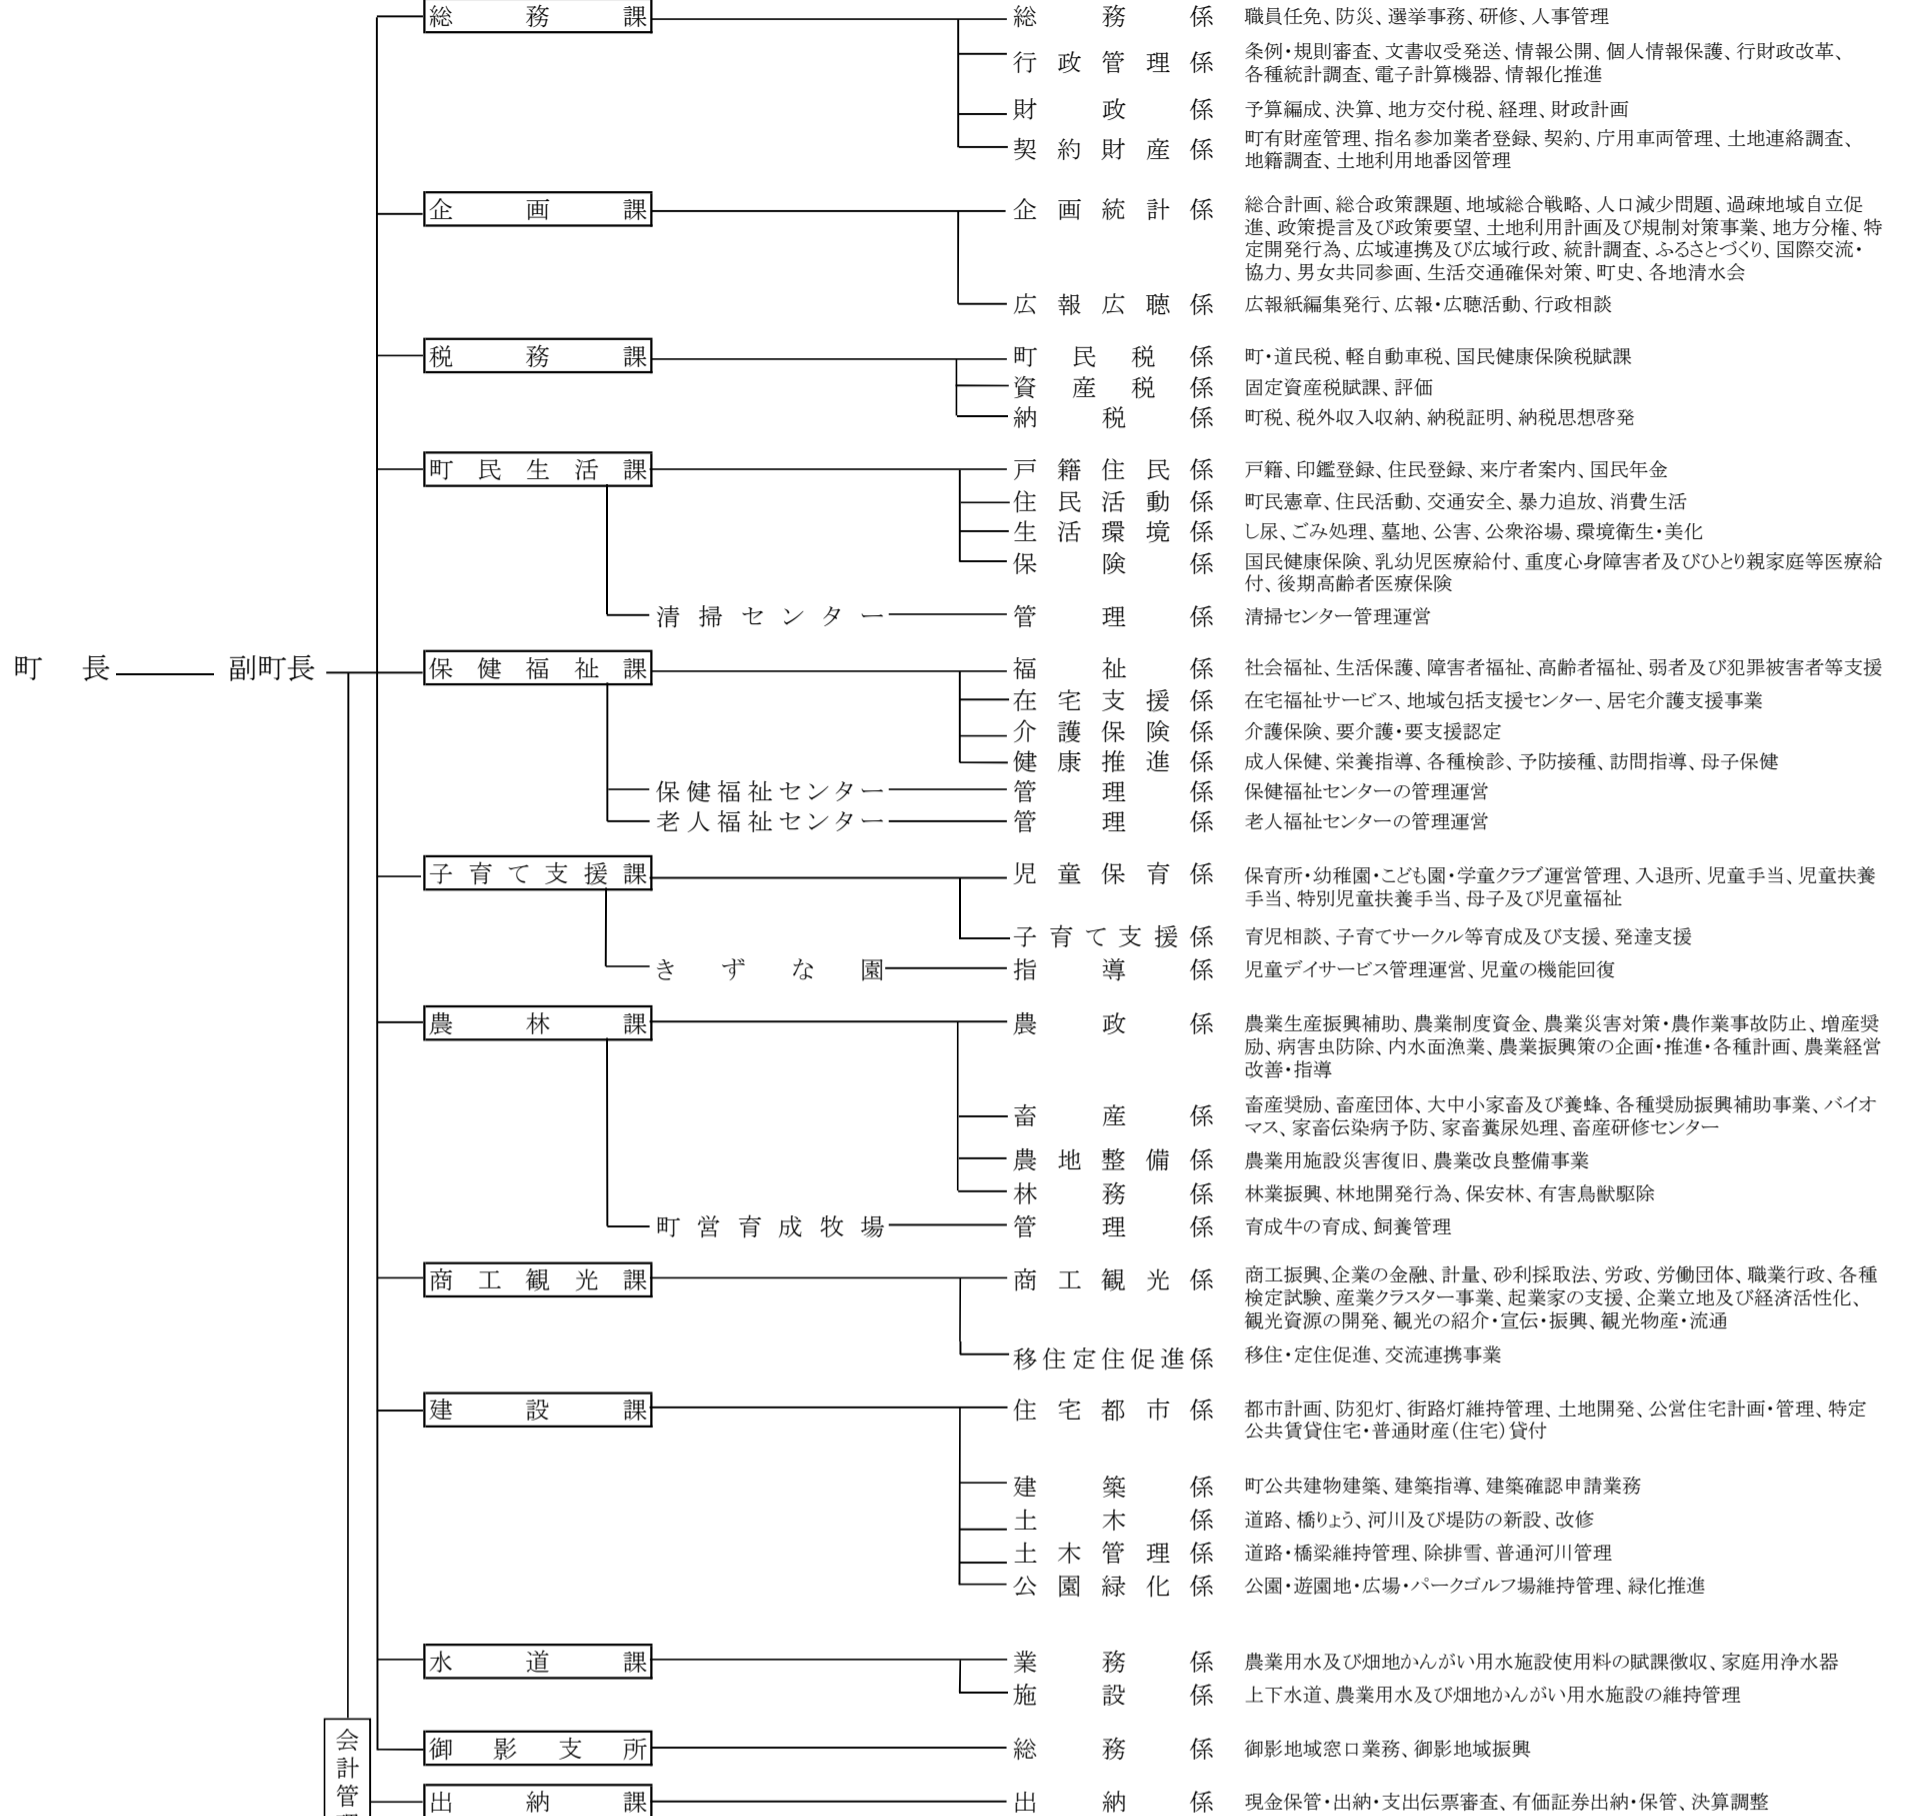 総務課 総務係 職員任免、防災、選挙事務、研修、人事管理
行政管理係 条例・規則審査、文書収受発送、情報公開、個人情報保護、行財政改革、
各種統計調査、電子計算機器、情報化推進
財政係 予算編成、決算、地方交付税、経理、財政計画
契約財産係 町有財産管理、指名参加業者登録、契約、庁用車両管理、土地連絡調査、
地籍調査、土地利用地番図管理
企画課 企画統計係 総合計画、総合政策課題、地域総合戦略、人口減少問題、過疎地域自立促
進、政策提言及び政策要望、土地利用計画及び規制対策事業、地方分権、特
定開発行為、広域連携及び広域行政、統計調査、ふるさとづくり、国際交流・
協力、男女共同参画、生活交通確保対策、町史、各地清水会
広報広聴係 広報紙編集発行、広報・広聴活動、行政相談
税務課 町民税係 町・道民税、軽自動車税、国民健康保険税賦課
資産税係 固定資産税賦課、評価
納税係 町税、税外収入収納、納税証明、納税思想啓発
町民生活課 戸籍住民係 戸籍、印鑑登録、住民登録、来庁者案内、国民年金
住民活動係 町民憲章、住民活動、交通安全、暴力追放、消費生活
生活環境係 し尿、ごみ処理、墓地、公害、公衆浴場、環境衛生・美化
保険係 国民健康保険、乳幼児医療給付、重度心身障害者及びひとり親家庭等医療給
付、後期高齢者医療保険
清掃センター 管理係 清掃センター管理運営
町長 副町長 保健福祉課 福祉係 社会福祉、生活保護、障害者福祉、高齢者福祉、弱者及び犯罪被害者等支援
在宅支援係 在宅福祉サービス、地域包括支援センター、居宅介護支援事業
介護保険係 介護保険、要介護・要支援認定
健康推進係 成人保健、栄養指導、各種検診、予防接種、訪問指導、母子保健
保健福祉センター 管理係 保健福祉センターの管理運営
老人福祉センター 管理係 老人福祉センターの管理運営
子育て支援課 児童保育係 保育所・幼稚園・こども園・学童クラブ運営管理、入退所、児童手当、児童扶養
手当、特別児童扶養手当、母子及び児童福祉
子育て支援係 育児相談、子育てサークル等育成及び支援、発達支援
きずな園 指導係 児童デイサービス管理運営、児童の機能回復
農林課 農政係 農業生産振興補助、農業制度資金、農業災害対策・農作業事故防止、増産奨
励、病害虫防除、内水面漁業、農業振興策の企画・推進・各種計画、農業経営
改善・指導
畜産係 畜産奨励、畜産団体、大中小家畜及び養蜂、各種奨励振興補助事業、バイオ
マス、家畜伝染病予防、家畜糞尿処理、畜産研修センター
農地整備係 農業用施設災害復旧、農業改良整備事業
林務係 林業振興、林地開発行為、保安林、有害鳥獣駆除
町営育成牧場 管理係 育成牛の育成、飼養管理
商工観光課 商工観光係 商工振興、企業の金融、計量、砂利採取法、労政、労働団体、職業行政、各種
検定試験、産業クラスター事業、起業家の支援、企業立地及び経済活性化、
観光資源の開発、観光の紹介・宣伝・振興、観光物産・流通
移住定住促進係 移住・定住促進、交流連携事業
建設課 住宅都市係 都市計画、防犯灯、街路灯維持管理、土地開発、公営住宅計画・管理、特定
公共賃貸住宅・普通財産（住宅）貸付
建築係 町公共建物建築、建築指導、建築確認申請業務
土木係 道路、橋りょう、河川及び堤防の新設、改修
土木管理係 道路・橋梁維持管理、除排雪、普通河川管理
公園緑化係 公園・遊園地・広場・パークゴルフ場維持管理、緑化推進
水道課 業務係 農業用水及び畑地かんがい用水施設使用料の賦課徴収、家庭用浄水器
施設係 上下水道、農業用水及び畑地かんがい用水施設の維持管理
御影支所 総務係 御影地域窓口業務、御影地域振興
会計管
出納課 出納係 現金保管・出納・支出伝票審査、有価証券出納・保管、決算調整